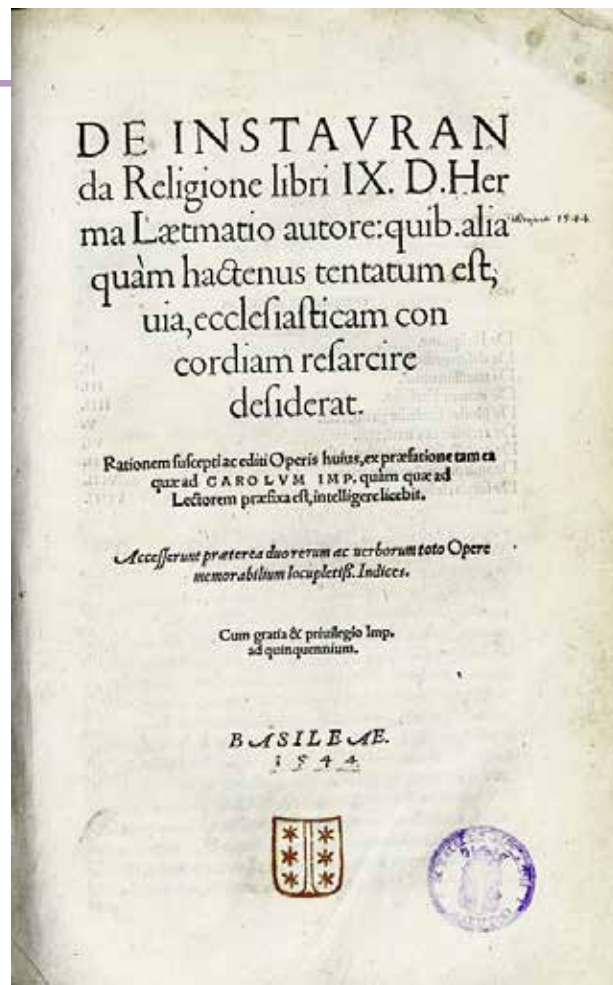 DE INSTAVRAN
da Religione libri IX. D. Her
ma Lætmatio autore: quib. alia
quàm hactenus tentatum est,
uia, ecclesiasticam con
cordiam resarcire
desiderat.
Rationem suscepti ac editi Operis huius, ex præfatione tam ea
quæ ad CAROLVM IMP. quàm quæ ad
Lectorem præfixa est, intelligere licebit.
Accesserunt præterea duo rerum ac uerborum toto Opere
memorabilium locupletiß. Indices.
Cum gratia & priuilegio Imp.
ad quinquennium.
BASILEAE.
1544
1544